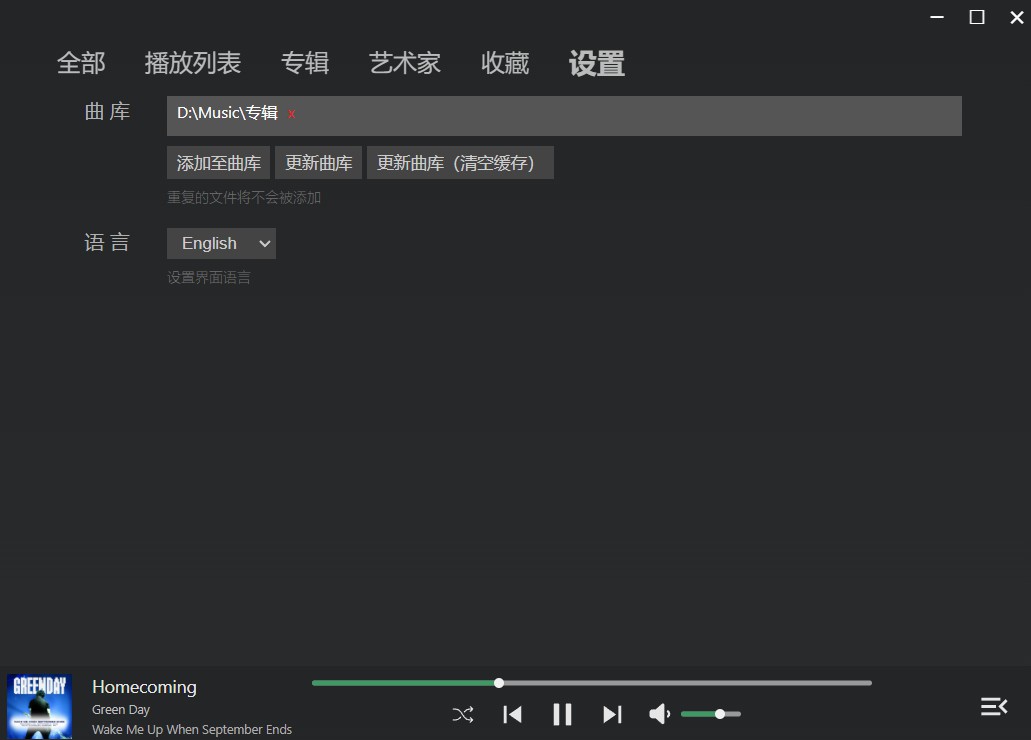 全部 播放列表 专辑 艺术家 收藏 设置
曲 库
D:\Music\专辑 x
添加至曲库 更新曲库 更新曲库（清空缓存）
重复的文件将不会被添加
语 言 English
设置界面语言
GREEN DAY
Homecoming
Green Day
Wake Me Up When September Ends